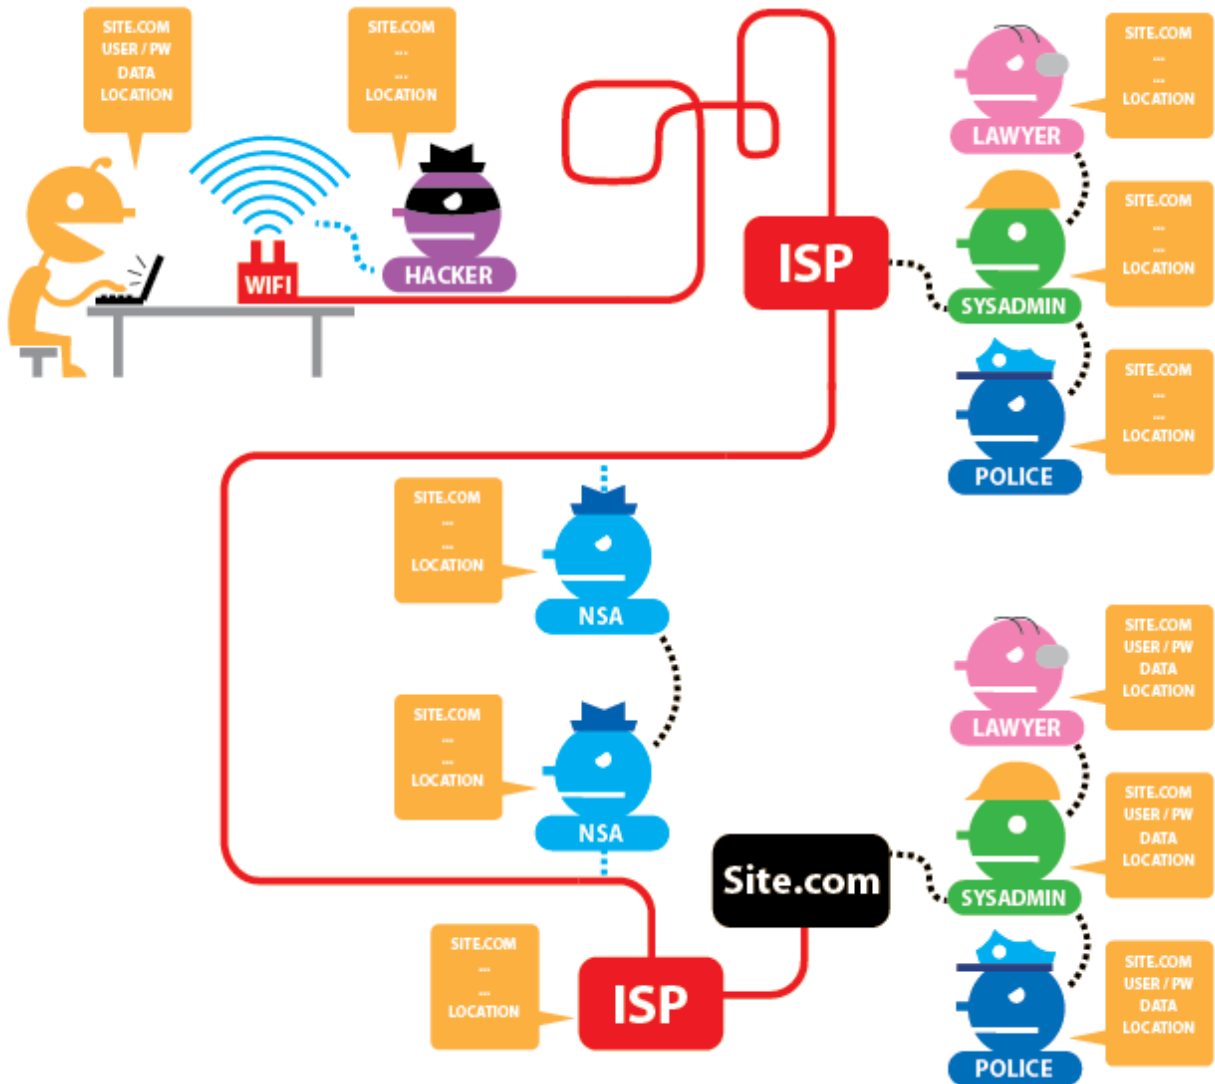 SITE.COM
USER / PW
DATA
LOCATION
SITE.COM
...
...
LOCATION
WIFI
HACKER
ISP
SITE.COM
...
...
LOCATION
LAWYER
SITE.COM
...
...
LOCATION
SYSADMIN
SITE.COM
...
...
LOCATION
POLICE
SITE.COM
...
...
LOCATION
NSA
SITE.COM
...
...
LOCATION
NSA
SITE.COM
...
...
LOCATION
ISP
Site.com
SITE.COM
USER / PW
DATA
LOCATION
LAWYER
SITE.COM
USER / PW
DATA
LOCATION
SYSADMIN
SITE.COM
USER / PW
DATA
LOCATION
POLICE